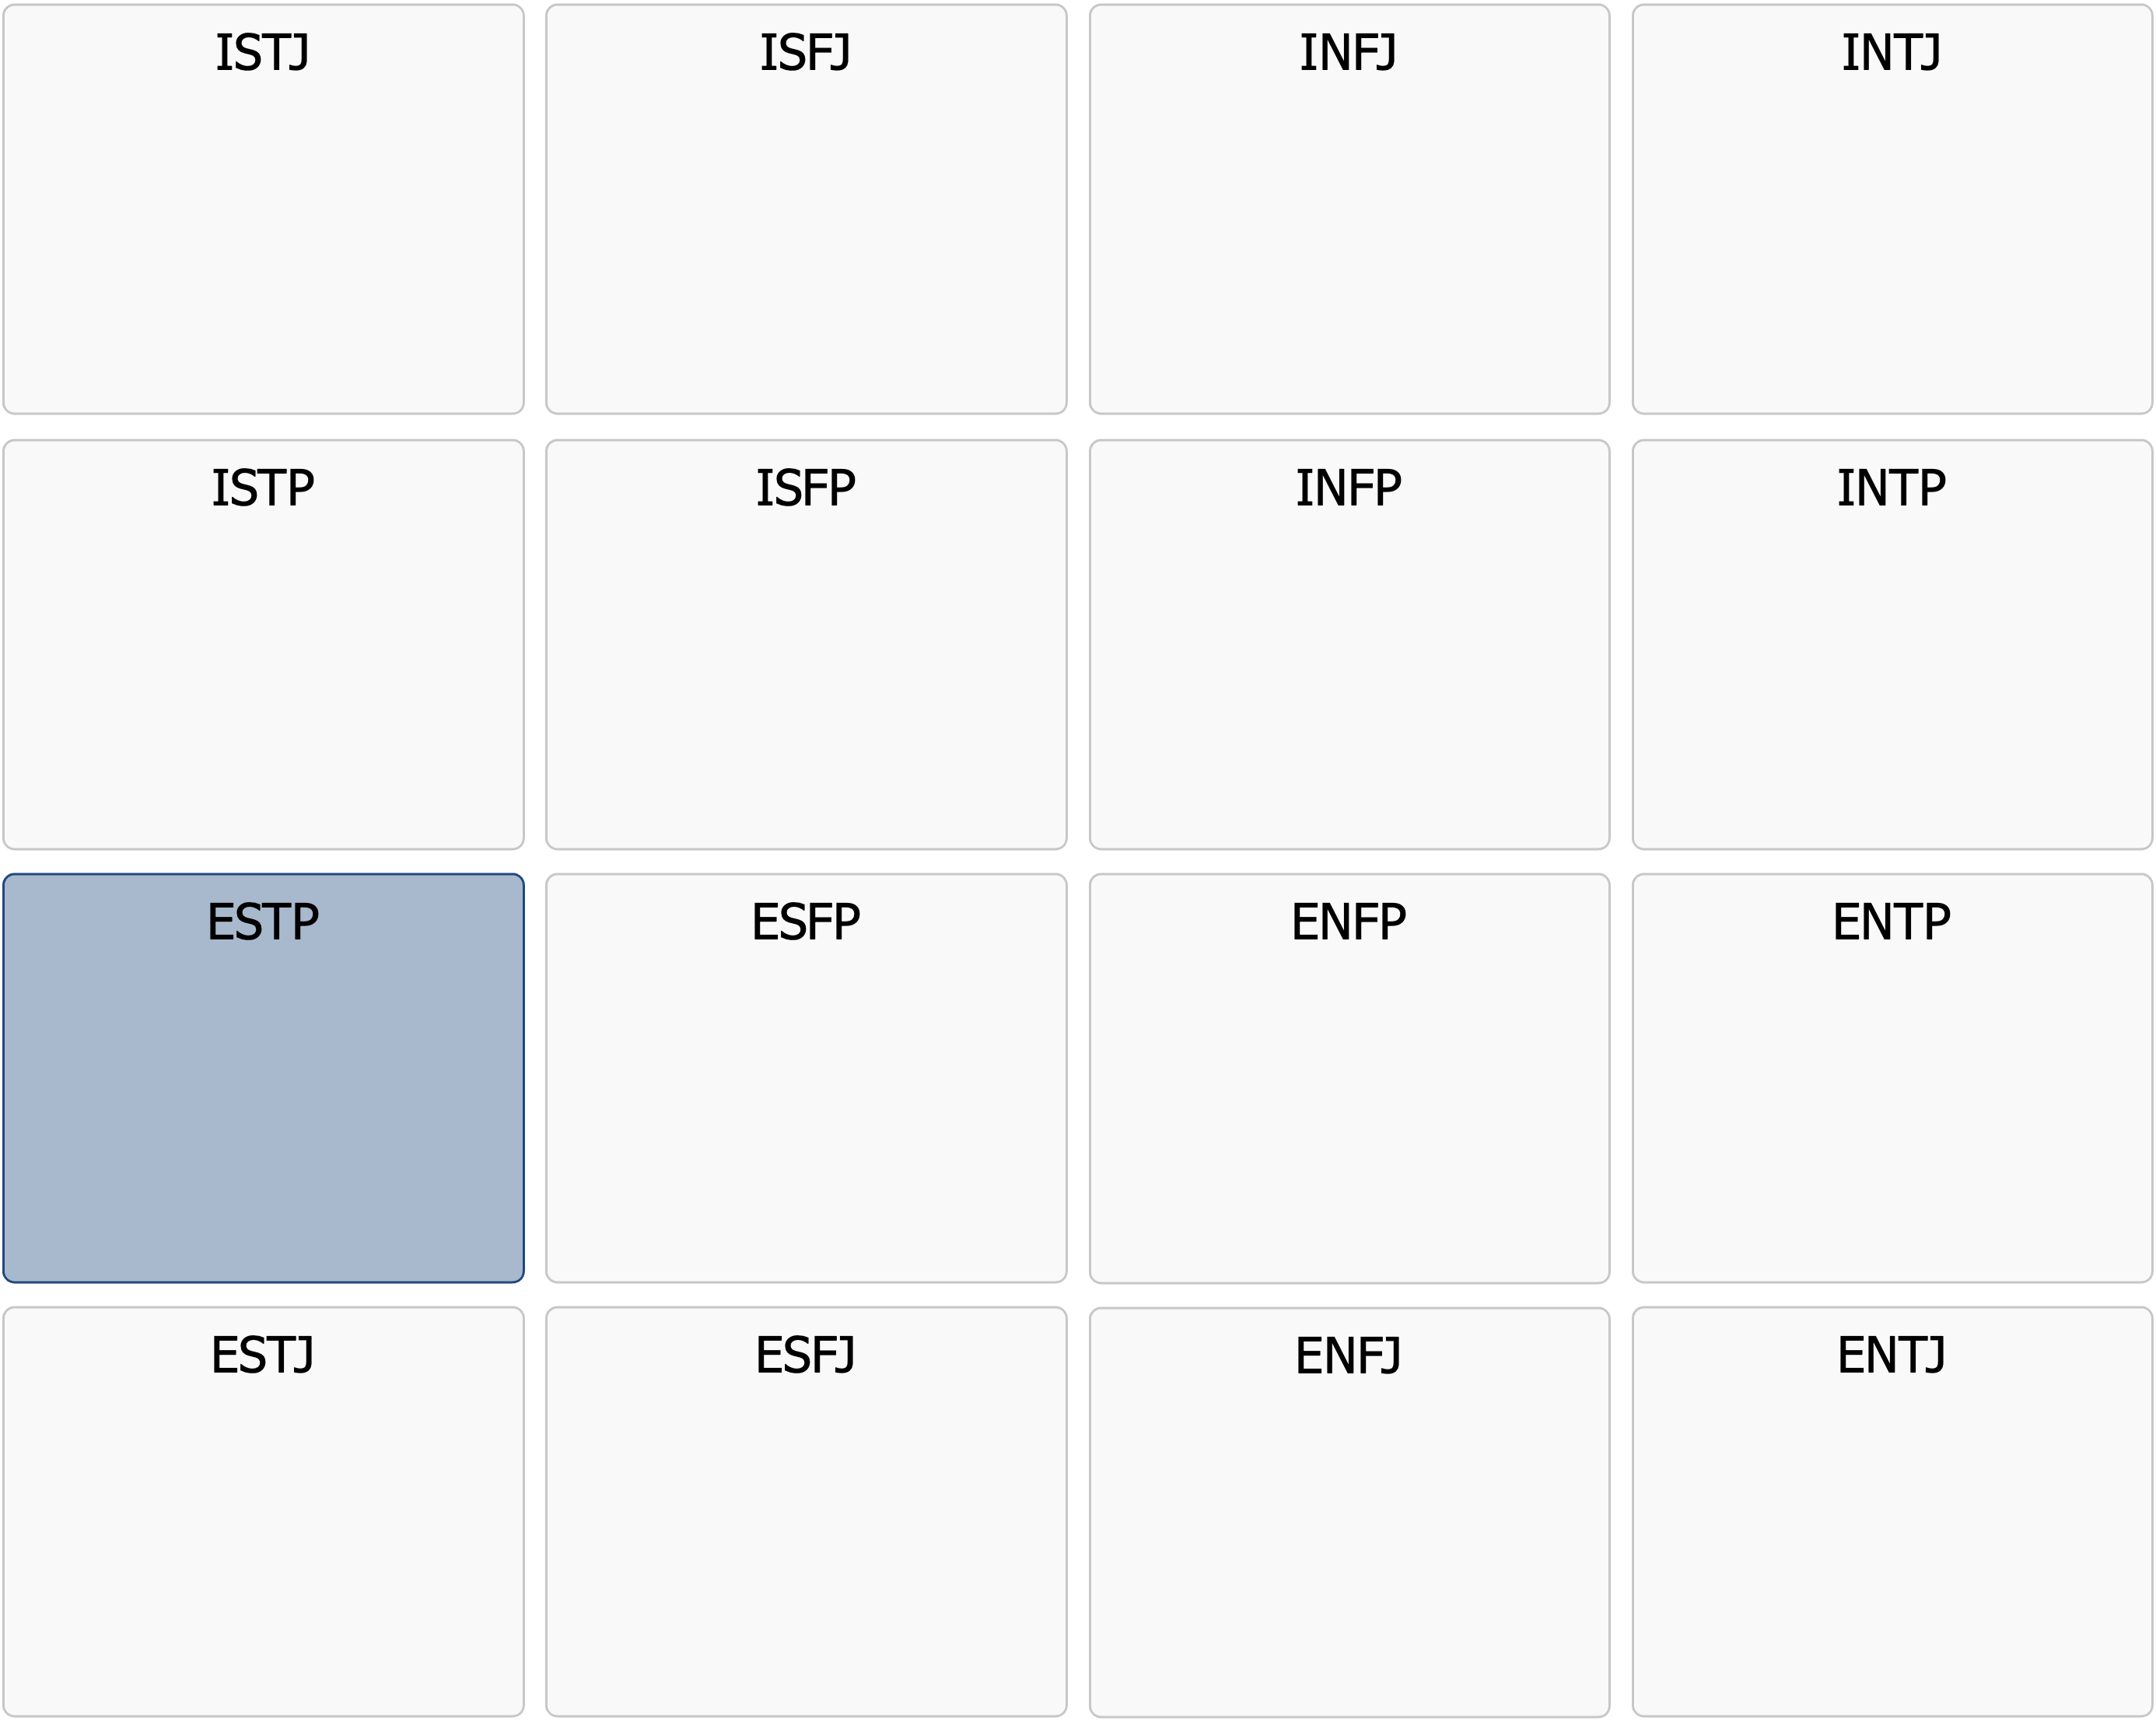 ISTJ
ISFJ
INFJ
INTJ
ISTP
ISFP
INFP
INTP
ESTP
ESFP
ENFP
ENTP
ESTJ
ESFJ
ENFJ
ENTJ